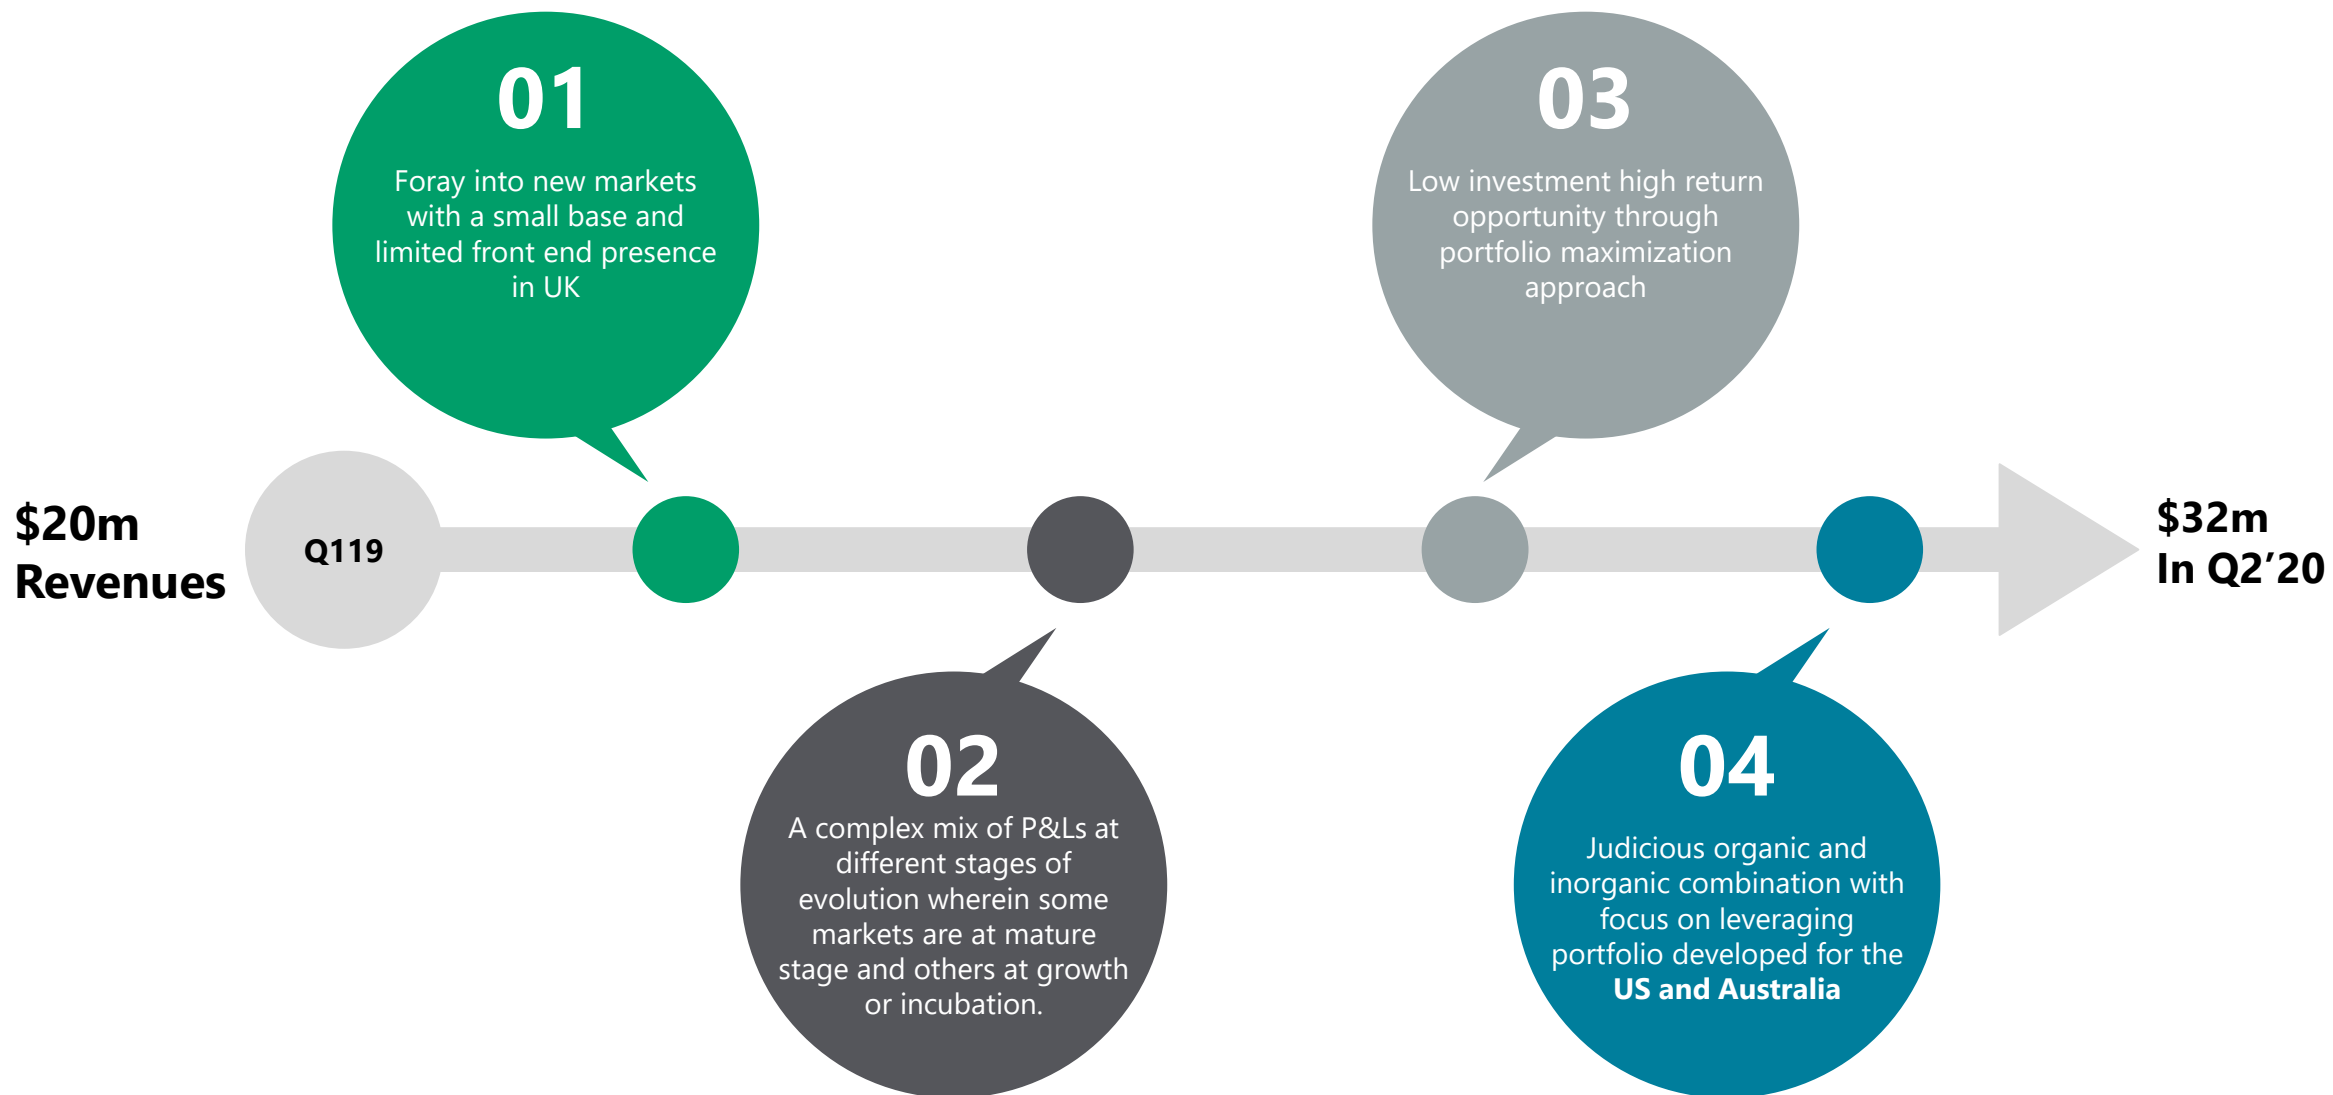 $20m
Revenues
Q119
01
Foray into new markets
with a small base and
limited front end presence
in UK
02
A complex mix of P&Ls at
different stages of
evolution wherein some
markets are at mature
stage and others at growth
or incubation.
03
Low investment high return
opportunity through
portfolio maximization
approach
04
Judicious organic and
inorganic combination with
focus on leveraging
portfolio developed for the
US and Australia
$32m
In Q2’20